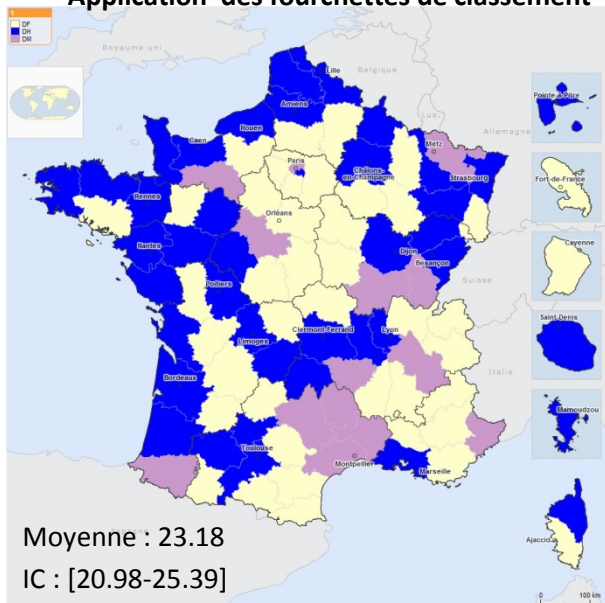 Application des fourchettes de classement
1
DF
DH
DM
Royaume uni
Belgique
Lux.
Allemagne
Suisse
Italie
Lille
Amiens
Rouen
Caen
Paris
Châlons-
en-Champagne
Metz
Strasbourg
Rennes
Orléans
Nantes
Dijon
Besançon
Poitiers
Limoges
Clermont-Ferrand
Lyon
Bordeaux
Toulouse
Montpellier
Marseille
Ajaccio
Pointe-à-Pitre
Fort-de-France
Cayenne
Saint-Denis
Mamoudzou
Moyenne : 23.18
IC : [20.98-25.39]
0 100 km